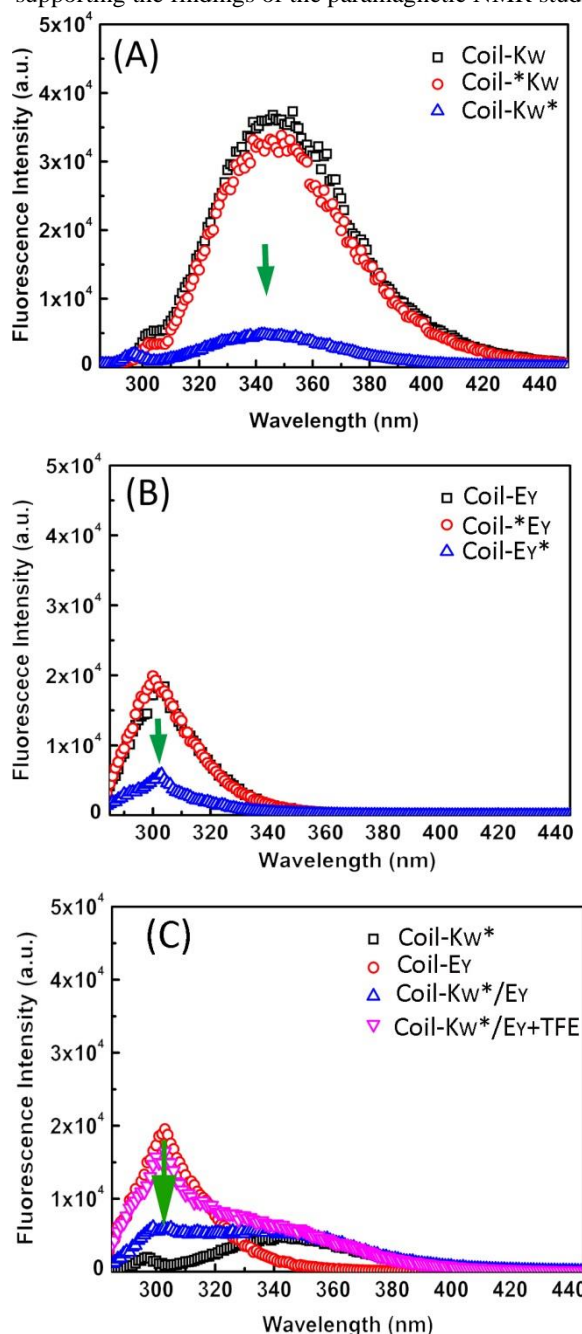 supporting the findings of the paramagnetic NMR stud
(A)
Coil-Kw
Coil-*Kw
Coil-Kw*
5x10⁴
4x10⁴
3x10⁴
2x10⁴
1x10⁴
0
Fluorescence Intensity (a.u.)
300 320 340 360 380 400 420 440
Wavelength (nm)
(B)
Coil-EY
Coil-*EY
Coil-EY*
5x10⁴
4x10⁴
3x10⁴
2x10⁴
1x10⁴
0
Fluorescece Intensity (a.u.)
300 320 340 360 380 400 420 440
Wavelength (nm)
(C)
Coil-Kw*
Coil-EY
Coil-Kw*/EY
Coil-Kw*/EY+TFE
5x10⁴
4x10⁴
3x10⁴
2x10⁴
1x10⁴
0
Fluorescence Intensity (a.u.)
300 320 340 360 380 400 420 440
Wavelength (nm)